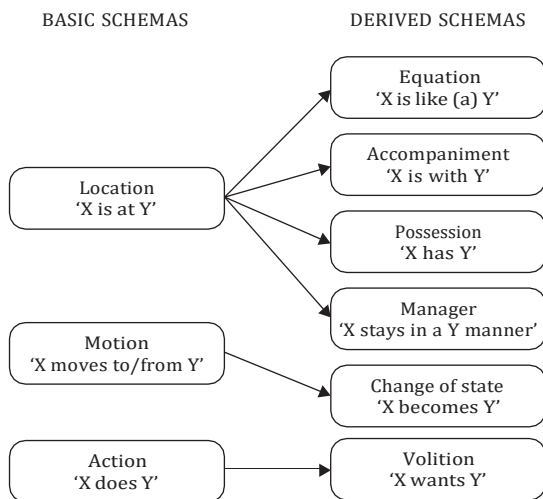 BASIC SCHEMAS
DERIVED SCHEMAS
Equation
‘X is like (a) Y’
Accompaniment
‘X is with Y’
Location
‘X is at Y’
Possession
‘X has Y’
Manager
‘X stays in a Y manner’
Motion
‘X moves to/from Y’
Change of state
‘X becomes Y’
Action
‘X does Y’
Volition
‘X wants Y’